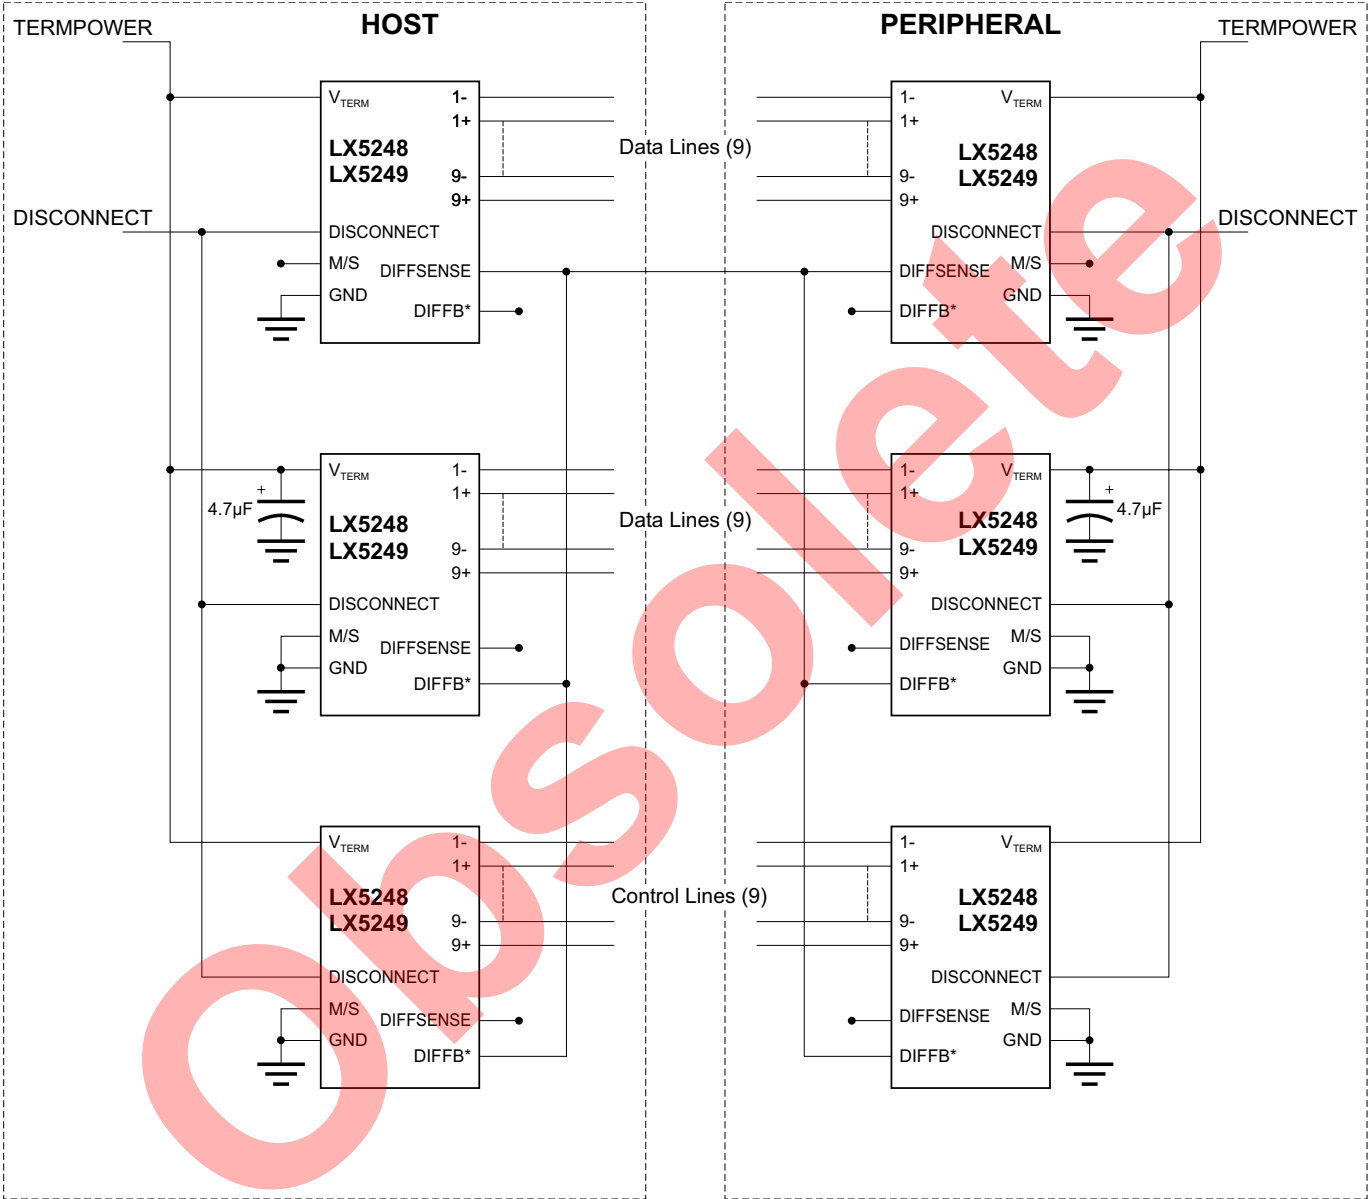 HOST
PERIPHERAL
TERMPOWER
TERMPOWER
VTERM
1-
1+
LX5248
LX5249
9-
9+
DISCONNECT
DISCONNECT
M/S
DIFFSENSE
GND
DIFFB*
Data Lines (9)
1-
VTERM
1+
LX5248
LX5249
9-
9+
DISCONNECT
DISCONNECT
DIFFSENSE
M/S
GND
DIFFB*
VTERM
1-
1+
+
4.7µF
LX5248
LX5249
9-
9+
DISCONNECT
M/S
DIFFSENSE
GND
DIFFB*
Data Lines (9)
1-
VTERM
1+
+
4.7µF
LX5248
LX5249
9-
9+
DISCONNECT
M/S
DIFFSENSE
GND
DIFFB*
VTERM
1-
1+
LX5248
LX5249
9-
9+
DISCONNECT
M/S
DIFFSENSE
GND
DIFFB*
Control Lines (9)
1-
VTERM
1+
LX5248
LX5249
9-
9+
DISCONNECT
M/S
DIFFSENSE
GND
DIFFB*
Obsolete